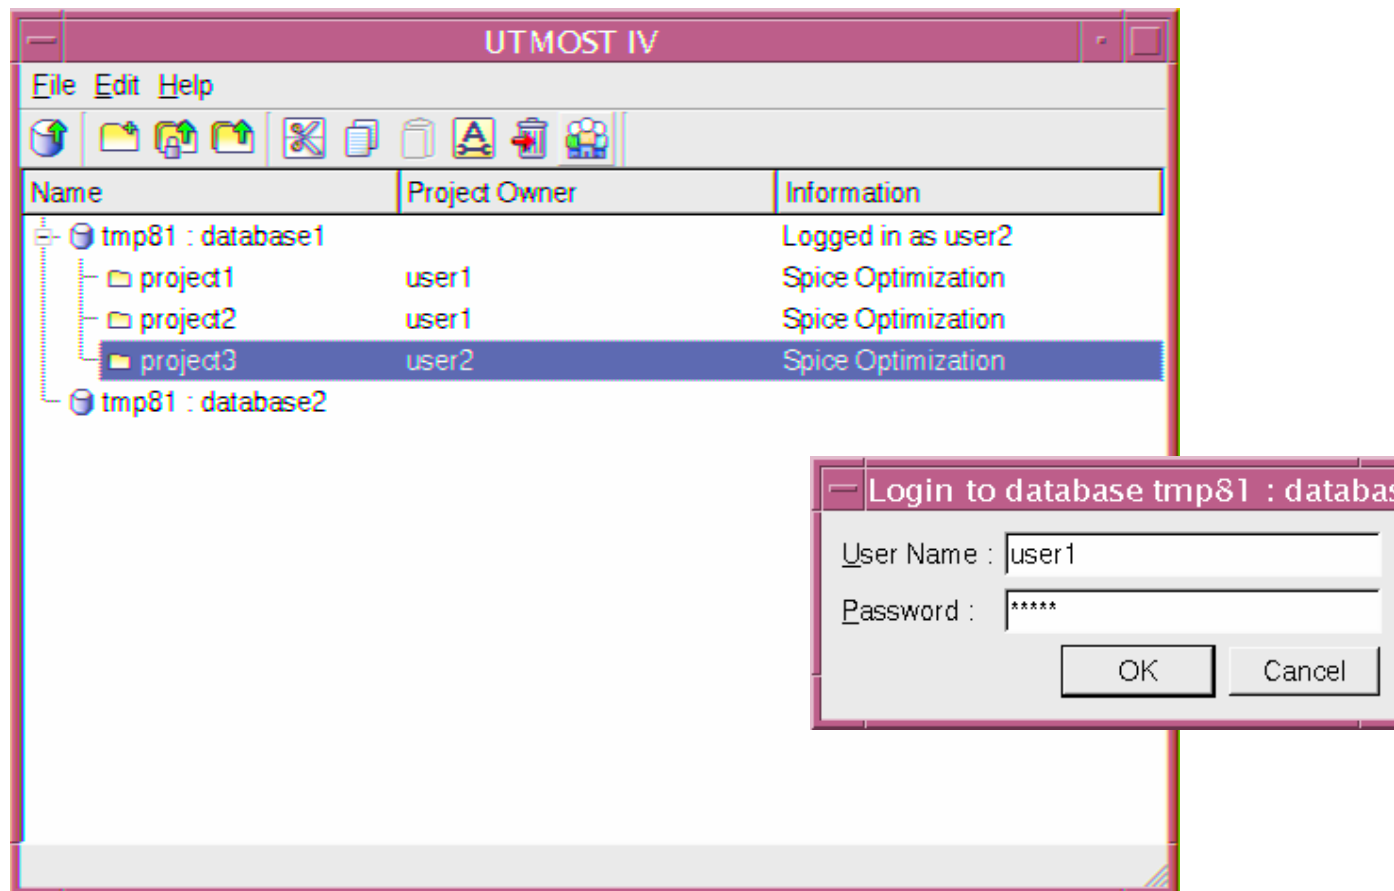 UTMOST IV
File Edit Help
Name Project Owner Information
tmp81 : database1 Logged in as user2
project1 user1 Spice Optimization
project2 user1 Spice Optimization
project3 user2 Spice Optimization
tmp81 : database2
Login to database tmp81 : databas
User Name : user1
Password : *****
OK Cancel